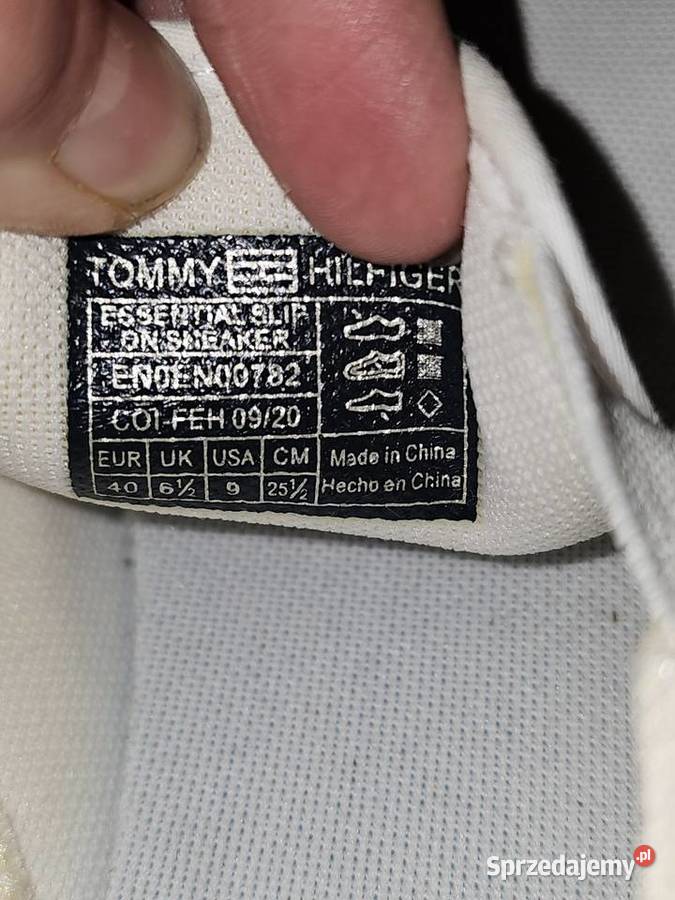 TOMMY HILFIGER
ESSENTIAL SLIP
ON SNEAKER
EN0EN00782
CO1-FEH 09/20
EUR UK USA CM
40 6½ 9 25½
Made in China
Hecho en China
Sprzedajemy.pl